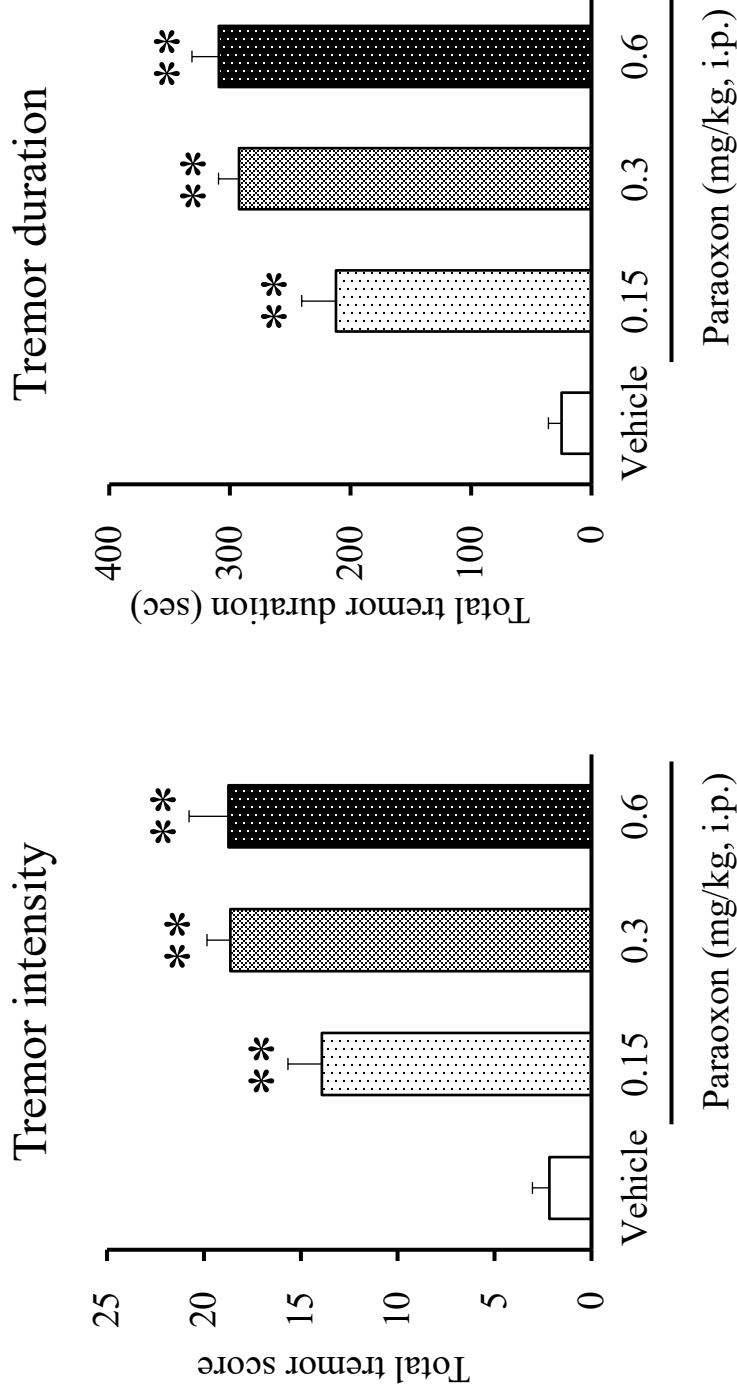 Tremor intensity
Total tremor score
25
20
15
10
5
0
**
**
**
Vehicle
0.15
0.3
0.6
Paraoxon (mg/kg, i.p.)
Tremor duration
Total tremor duration (sec)
400
300
200
100
0
**
**
**
Vehicle
0.15
0.3
0.6
Paraoxon (mg/kg, i.p.)